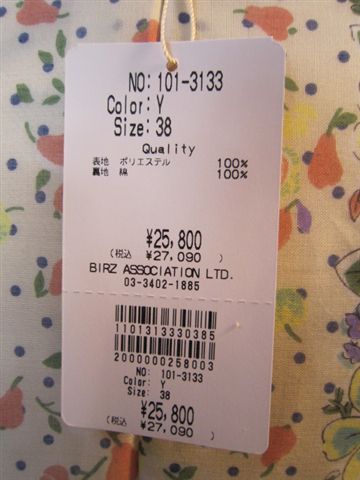 NO: 101-3133
Color: Y
Size: 38
Quality
表地 ポリエステル 100%
裏地 綿 100%
¥25,800
(税込 ¥27,090 )
BIRZ ASSOCIATION LTD.
03-3402-1885
1101313330385
2000000258003
NO: 101-3133
Color: Y
Size: 38
¥25,800
(税込 ¥27,090 )